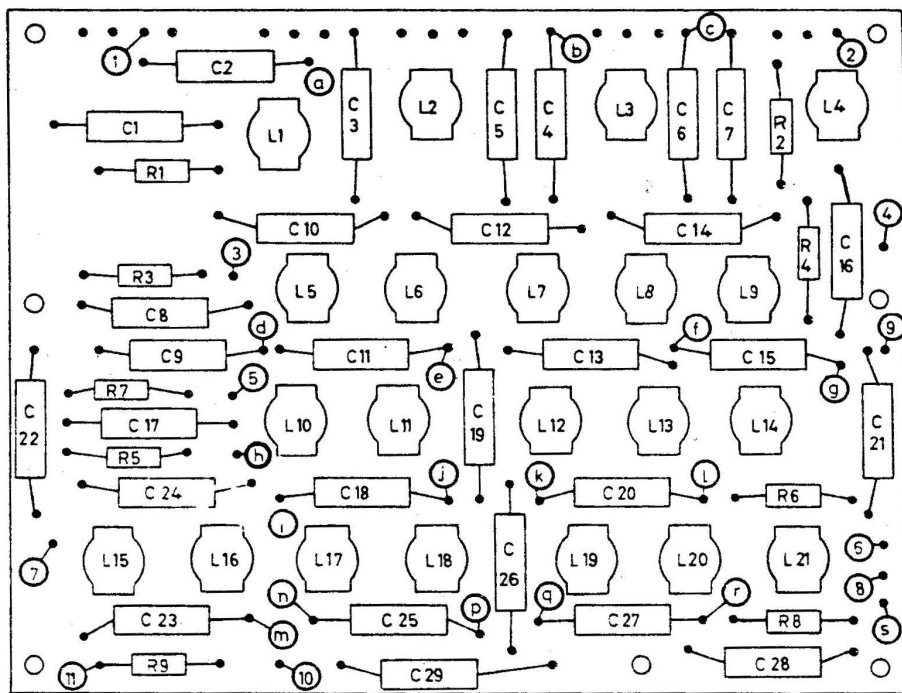 i b c 2
C2 a
C3 L2 C5 C4 L3 C6 C7 R2 L4
C1 L1
R1
4
C10 C12 C14 R4 C16
3
R3 L5 L6 L7 L8 L9
C8
d f 9
C9 C11 e C13 C15 g
R7 5
C22 C17 L10 L11 C19 L12 L13 L14 C21
R5 h
C24 C18 j k C20 l R6
i
7 L15 L16 L17 L18 C26 L19 L20 L21 6
8
n p q r s
C23 m C25 C27 R8
11 R9 10 C29 C28